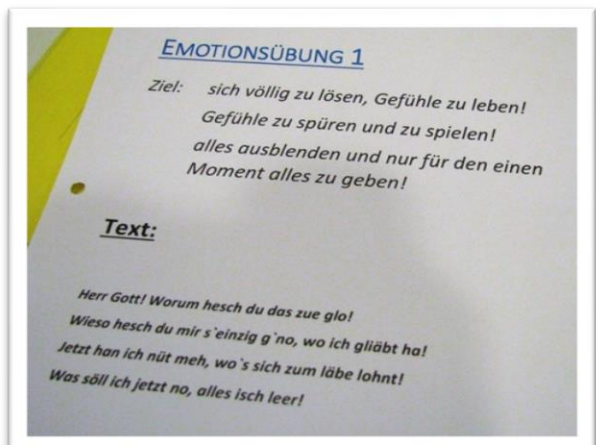 EMOTIONSÜBUNG 1
Ziel: sich völlig zu lösen, Gefühle zu leben!
Gefühle zu spüren und zu spielen!
alles ausblenden und nur für den einen
Moment alles zu geben!
Text:
Herr Gott! Worum hesch du das zue glo!
Wieso hesch du mir s`einzig g`no, wo ich gliäbt ha!
Jetzt han ich nüt meh, wo`s sich zum läbe lohnt!
Was söll ich jetzt no, alles isch leer!